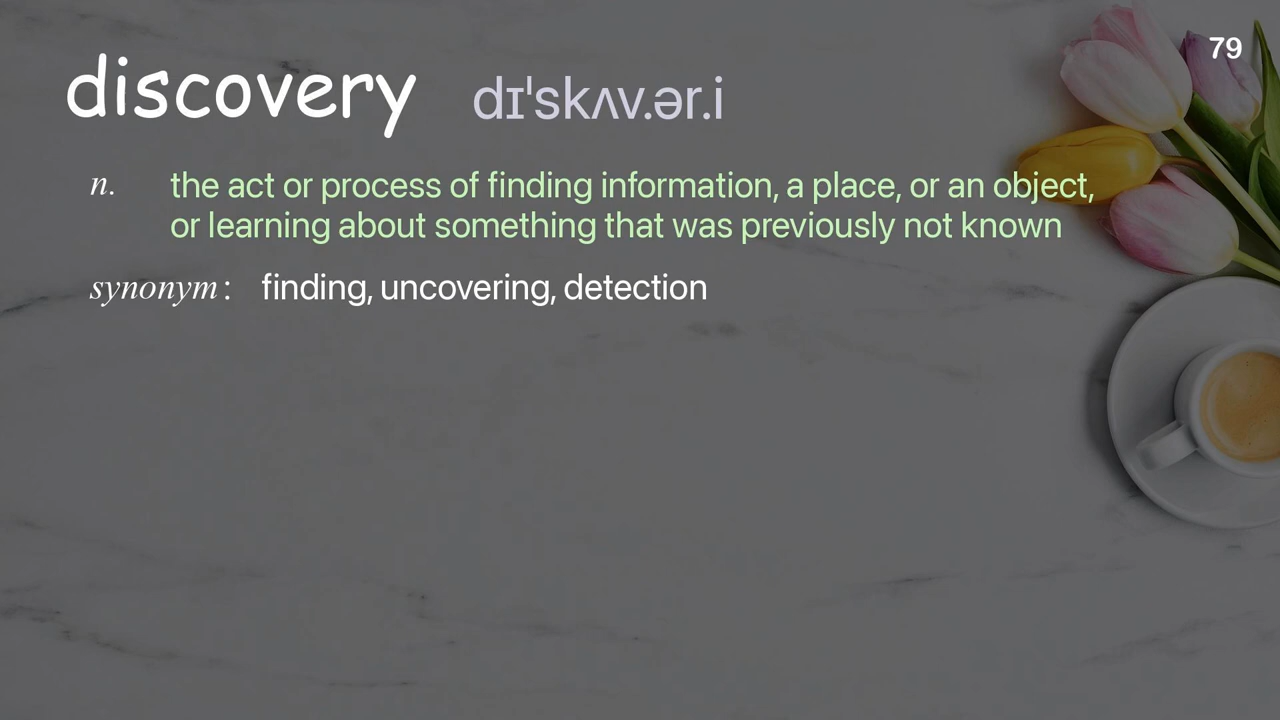 79
discovery dɪˈskʌv.ər.i
n. the act or process of finding information, a place, or an object,
or learning about something that was previously not known
synonym: finding, uncovering, detection